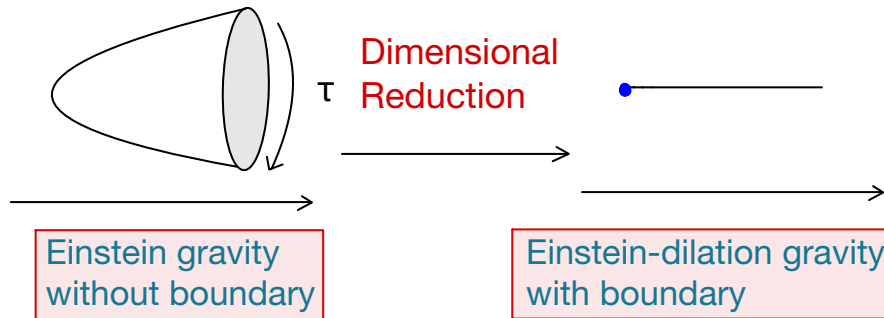 τ
Dimensional
Reduction
Einstein gravity
without boundary
Einstein-dilation gravity
with boundary